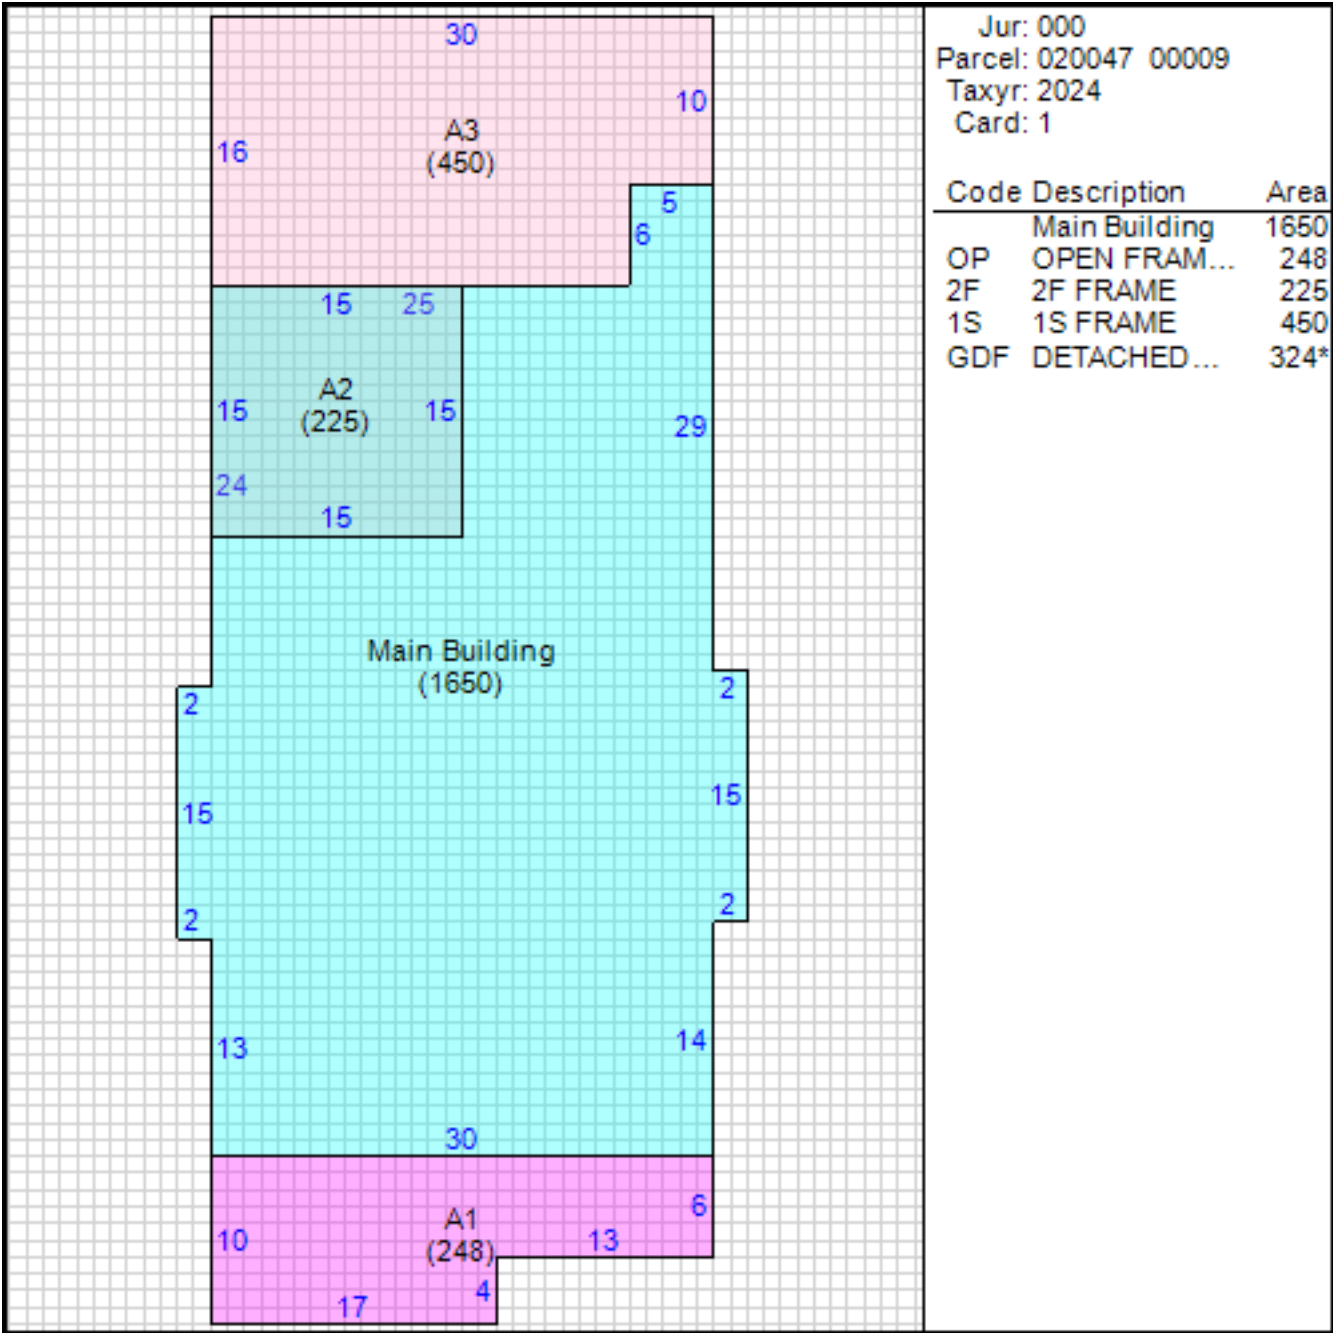 30
10
A3
(450)
16
5
6
15 25
A2
(225)
15
15
29
24
15
Main Building
(1650)
2
2
15
15
2
2
13
14
30
A1
(248)
6
10
13
4
17
Jur: 000
Parcel: 020047 00009
Taxyr: 2024
Card: 1
Code Description Area
Main Building 1650
OP OPEN FRAM... 248
2F 2F FRAME 225
1S 1S FRAME 450
GDF DETACHED... 324*